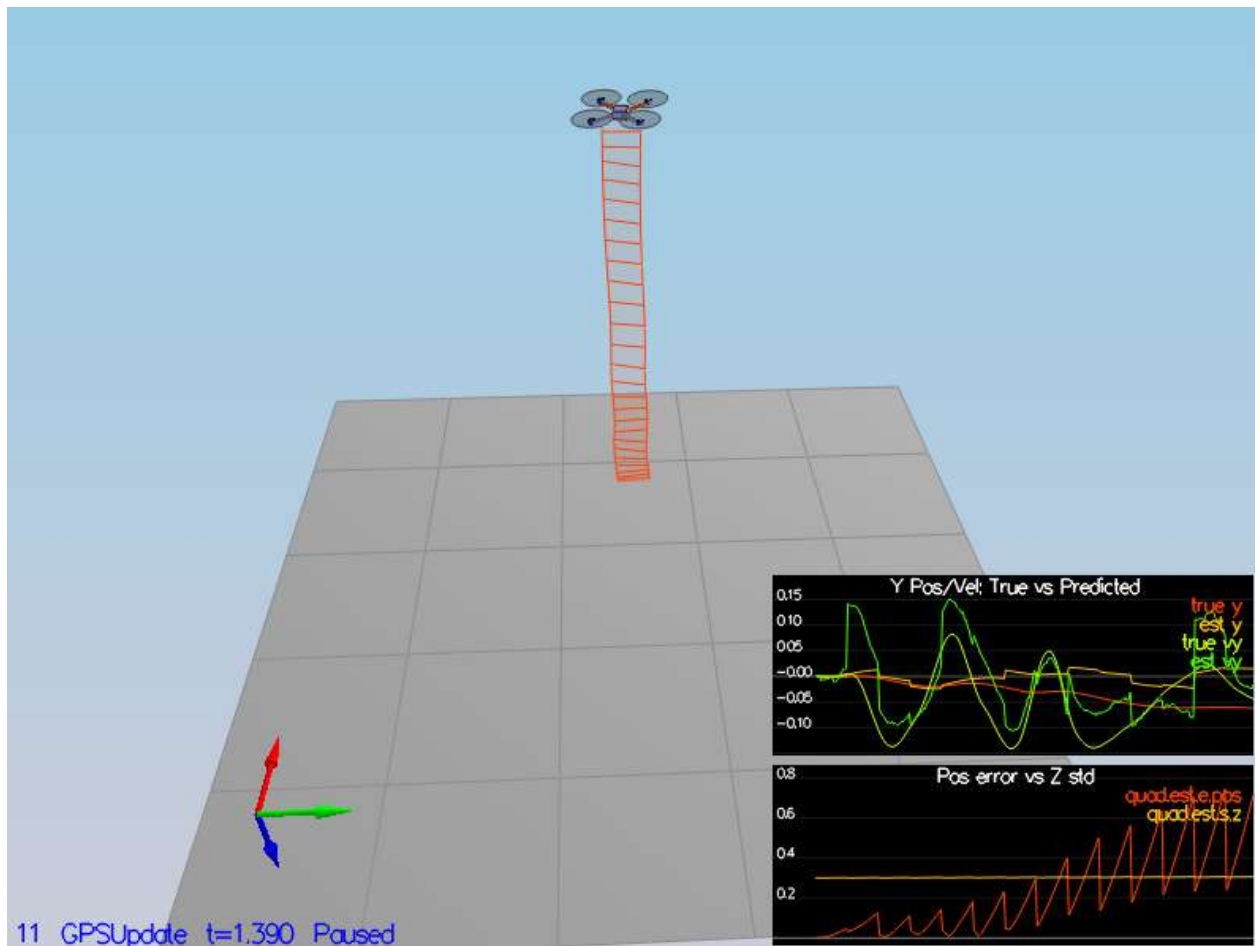 Y Pos/Vel: True vs Predicted
0.15
0.10
0.05
-0.00
-0.05
-0.10
true y
est y
true vy
est vy
Pos error vs Z std
0.8
0.6
0.4
0.2
quad.est.e.pos
quad.est.s.z
11 GPSUpdate t=1.390 Paused